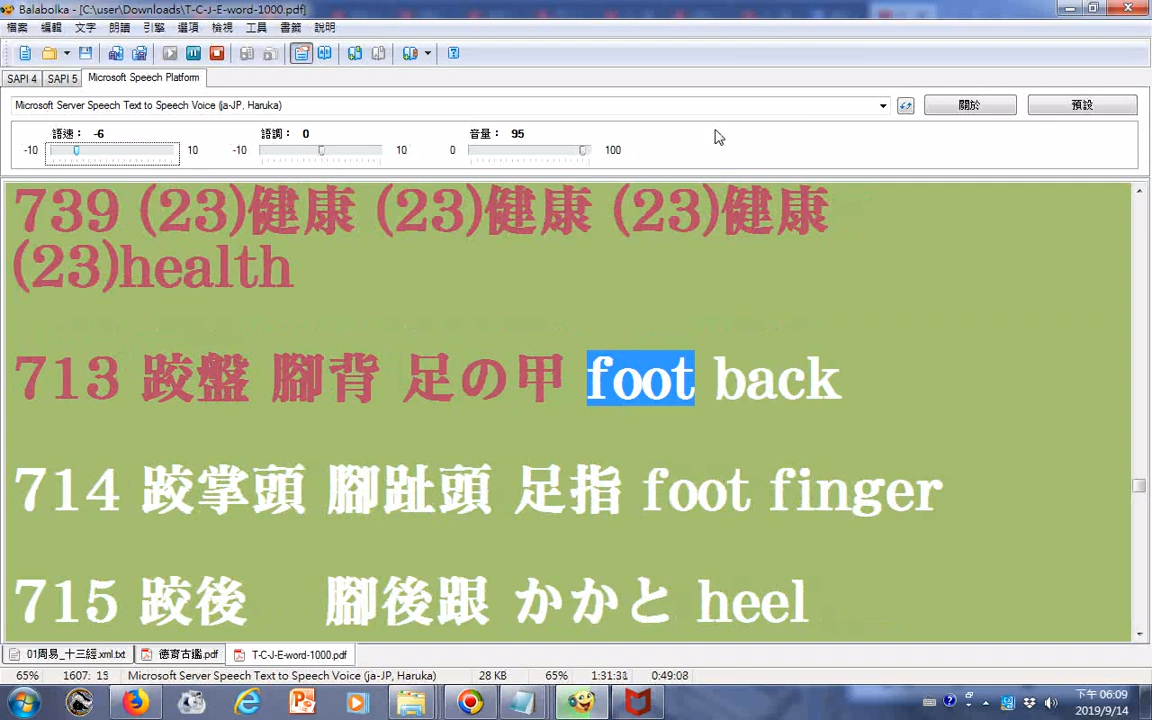 Balabolka - [C:\user\Downloads\T-C-J-E-word-1000.pdf]
檔案 編輯 文字 朗讀 引擎 選項 檢視 工具 書籤 說明
SAPI 4 SAPI 5 Microsoft Speech Platform
Microsoft Server Speech Text to Speech Voice (ja-JP, Haruka) 關於 預設
語速： -6 語調： 0 音量： 95
-10 10 -10 10 0 100
739 (23)健康 (23)健康 (23)健康
(23)health
713 跤盤 腳背 足の甲 foot back
714 跤掌頭 腳趾頭 足指 foot finger
715 跤後 腳後跟 かかと heel
01周易_十三經.xml.txt 德育古鑑.pdf T-C-J-E-word-1000.pdf
65% 1607: 13 Microsoft Server Speech Text to Speech Voice (ja-JP, Haruka) 28 KB 65% 1:31:31 0:49:08
下午 06:09
2019/9/14